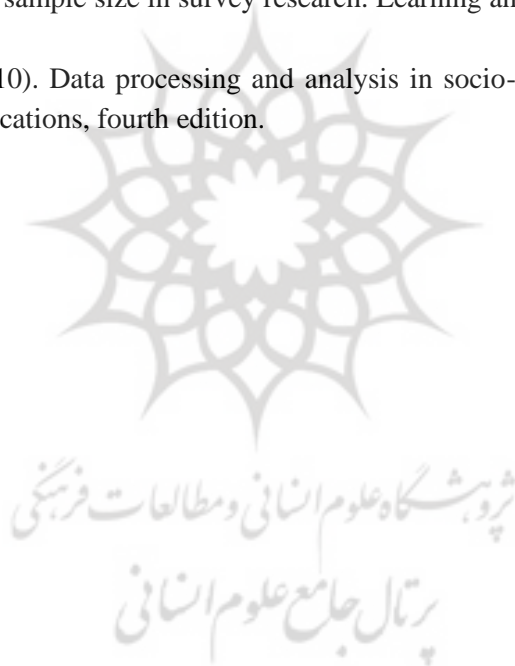 sample size in survey research. Learning an
10). Data processing and analysis in socio-
cations, fourth edition.
پژوهشگاه علوم انسانی و مطالعات فرهنگی
پرتال جامع علوم انسانی